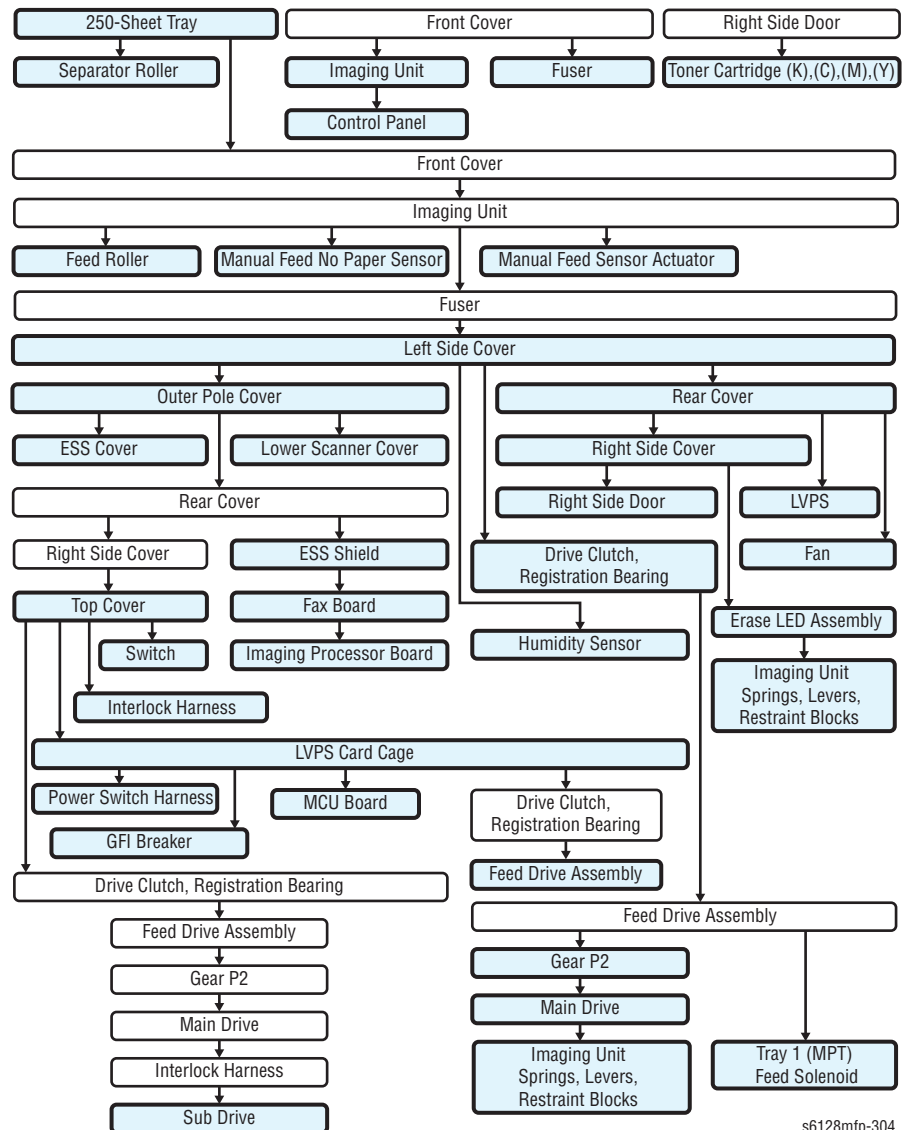 250-Sheet Tray
Front Cover
Right Side Door
Separator Roller
Imaging Unit
Fuser
Toner Cartridge (K),(C),(M),(Y)
Control Panel
Front Cover
Imaging Unit
Feed Roller
Manual Feed No Paper Sensor
Manual Feed Sensor Actuator
Fuser
Left Side Cover
Outer Pole Cover
Rear Cover
ESS Cover
Lower Scanner Cover
Right Side Cover
Rear Cover
Right Side Door
LVPS
Right Side Cover
ESS Shield
Drive Clutch,
Registration Bearing
Fan
Top Cover
Fax Board
Erase LED Assembly
Switch
Imaging Processor Board
Humidity Sensor
Imaging Unit
Springs, Levers,
Restraint Blocks
Interlock Harness
LVPS Card Cage
Power Switch Harness
MCU Board
Drive Clutch,
Registration Bearing
GFI Breaker
Feed Drive Assembly
Drive Clutch, Registration Bearing
Feed Drive Assembly
Feed Drive Assembly
Gear P2
Gear P2
Main Drive
Main Drive
Interlock Harness
Imaging Unit
Springs, Levers,
Restraint Blocks
Tray 1 (MPT)
Feed Solenoid
Sub Drive
s6128mfp-304